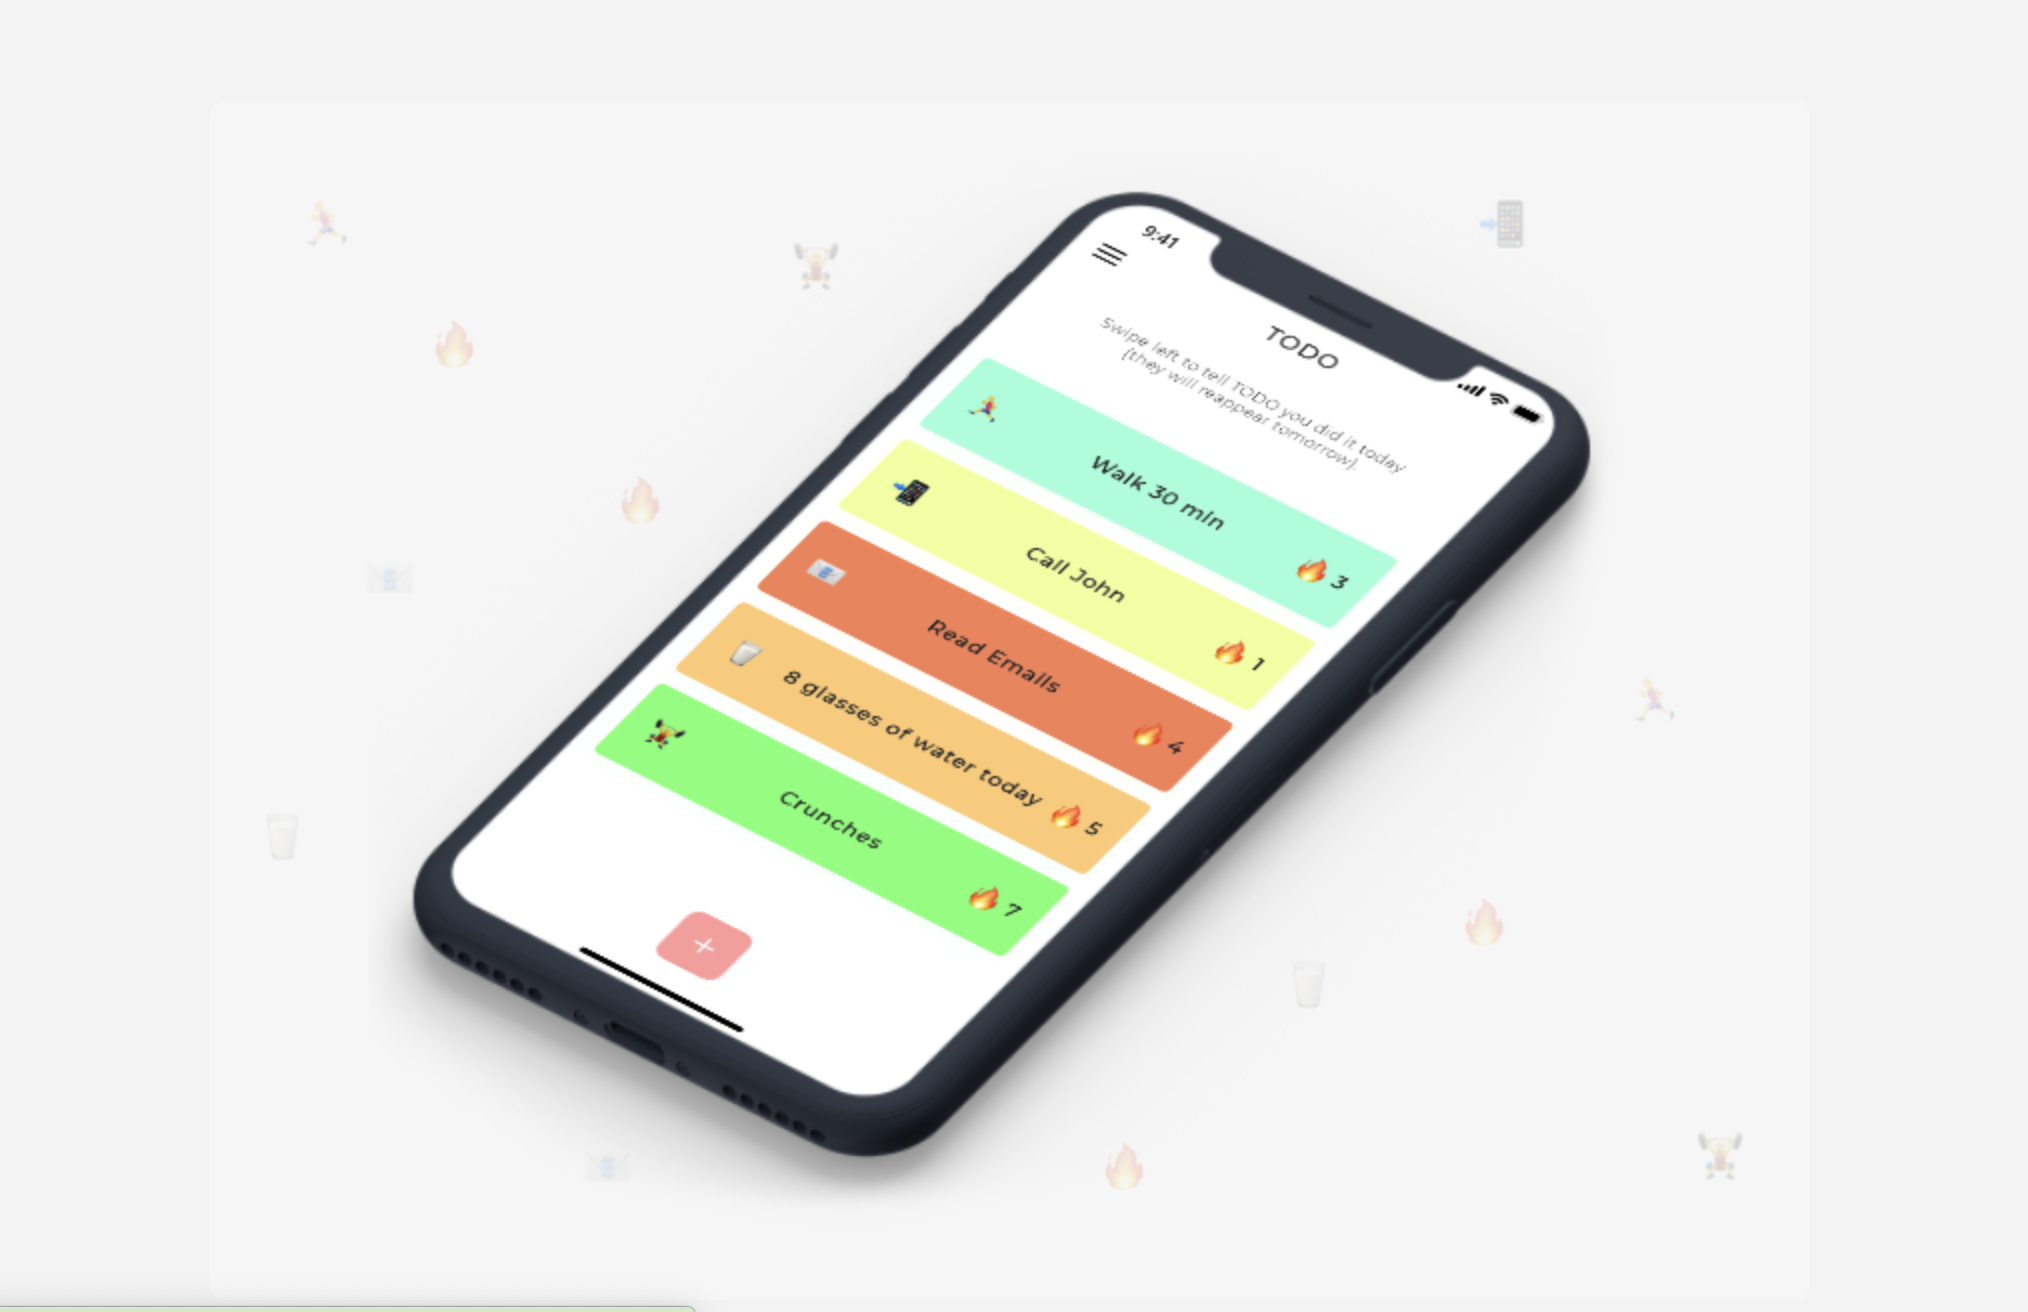 9:41
TODO
Swipe left to tell TODO you did it today
(they will reappear tomorrow).
Walk 30 min
3
Call John
1
Read Emails
4
8 glasses of water today
5
Crunches
7
+